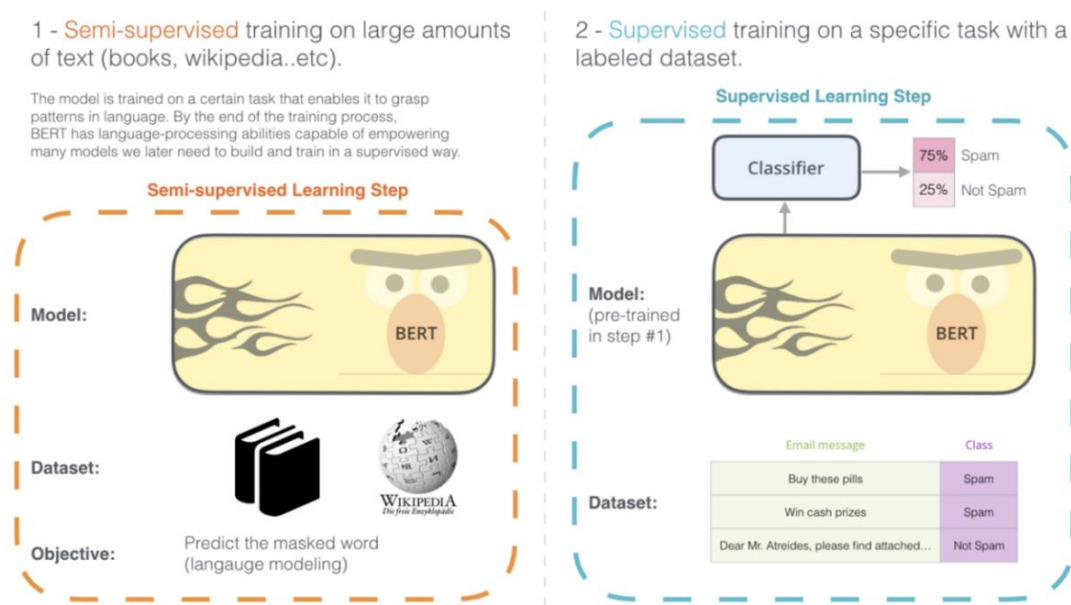 1 - Semi-supervised training on large amounts
of text (books, wikipedia..etc).
The model is trained on a certain task that enables it to grasp
patterns in language. By the end of the training process,
BERT has language-processing abilities capable of empowering
many models we later need to build and train in a supervised way.
Semi-supervised Learning Step
Model:
BERT
Dataset:
WIKIPEDIA
Die freie Enzyklopädie
Objective:
Predict the masked word
(langauge modeling)
2 - Supervised training on a specific task with a
labeled dataset.
Supervised Learning Step
Classifier
75% Spam
25% Not Spam
Model:
(pre-trained
in step #1)
BERT
Dataset:
Email message Class
Buy these pills Spam
Win cash prizes Spam
Dear Mr. Atreides, please find attached... Not Spam